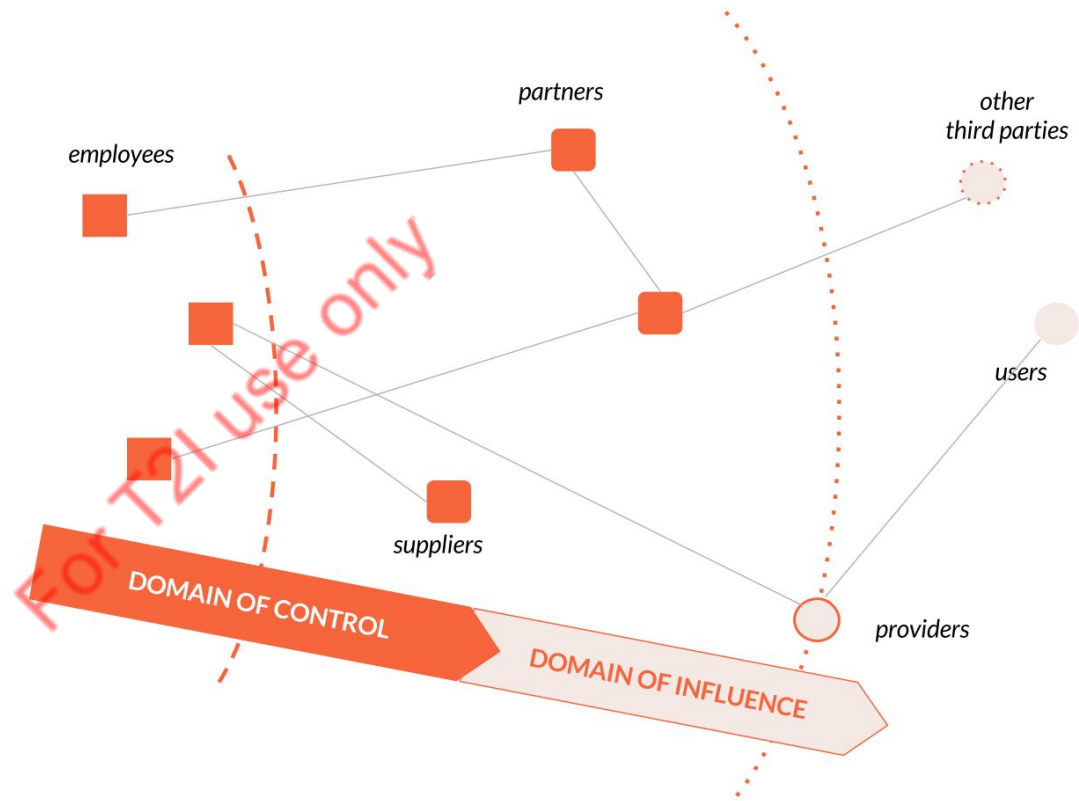 partners
other
third parties
employees
For T2I use only
users
suppliers
DOMAIN OF CONTROL
providers
DOMAIN OF INFLUENCE